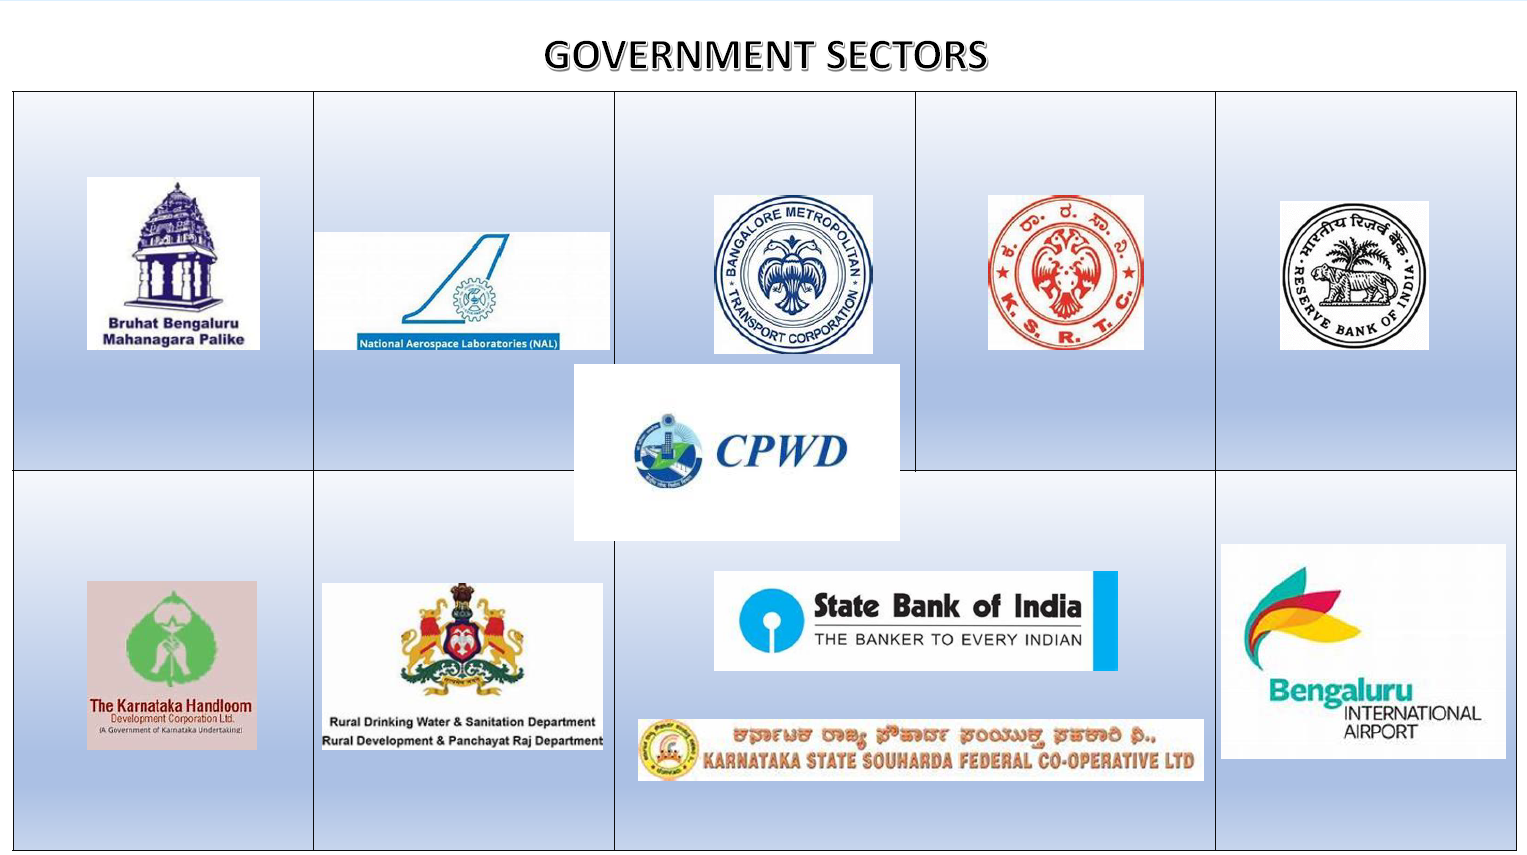 GOVERNMENT SECTORS
Bruhat Bengaluru
Mahanagara Palike
National Aerospace Laboratories (NAL)
BANGALORE METROPOLITAN
TRANSPORT CORPORATION
ಕ. ರಾ. ರ. ಸಾ. ನಿ.
K. S. R. T. C.
भारतीय रिज़र्व बैंक
RESERVE BANK OF INDIA
CPWD
The Karnataka Handloom
Development Corporation Ltd.
(A Government of Karnataka Undertaking)
Rural Drinking Water & Sanitation Department
Rural Development & Panchayat Raj Department
State Bank of India
THE BANKER TO EVERY INDIAN
ಕರ್ನಾಟಕ ರಾಜ್ಯ ಸೌಹಾರ್ದ ಸಂಯುಕ್ತ ಸಹಕಾರಿ ನಿ.,
KARNATAKA STATE SOUHARDA FEDERAL CO-OPERATIVE LTD
Bengaluru
INTERNATIONAL
AIRPORT